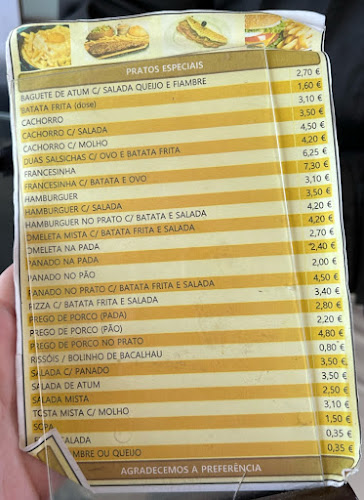 PRATOS ESPECIAIS
BAGUETE DE ATUM C/ SALADA QUEIJO E FIAMBRE 2,70 €
BATATA FRITA (dose) 1,60 €
CACHORRO 3,10 €
CACHORRO C/ SALADA 3,50 €
CACHORRO C/ MOLHO 4,50 €
DUAS SALSICHAS C/ OVO E BATATA FRITA 4,20 €
FRANCESINHA 6,25 €
FRANCESINHA C/ BATATA E OVO 7,30 €
HAMBURGUER 3,10 €
HAMBURGUER C/ SALADA 3,50 €
HAMBURGUER NO PRATO C/ BATATA E SALADA 4,20 €
OMELETA MISTA C/ BATATA FRITA E SALADA 4,20 €
OMELETA NA PADA 2,70 €
PANADO NA PADA 2,40 €
PANADO NO PÃO 2,00 €
PANADO NO PRATO C/ BATATA FRITA E SALADA 4,50 €
PIZZA C/ BATATA FRITA E SALADA 3,40 €
PREGO DE PORCO (PADA) 2,80 €
PREGO DE PORCO (PÃO) 2,20 €
PREGO DE PORCO NO PRATO 4,80 €
RISSÓIS / BOLINHO DE BACALHAU 0,80 €
SALADA C/ PANADO 3,50 €
SALADA DE ATUM 3,50 €
SALADA MISTA 2,50 €
TOSTA MISTA C/ MOLHO 3,10 €
SOPA 1,50 €
SALADA 0,35 €
OU QUEIJO 0,35 €
AGRADECEMOS A PREFERÊNCIA